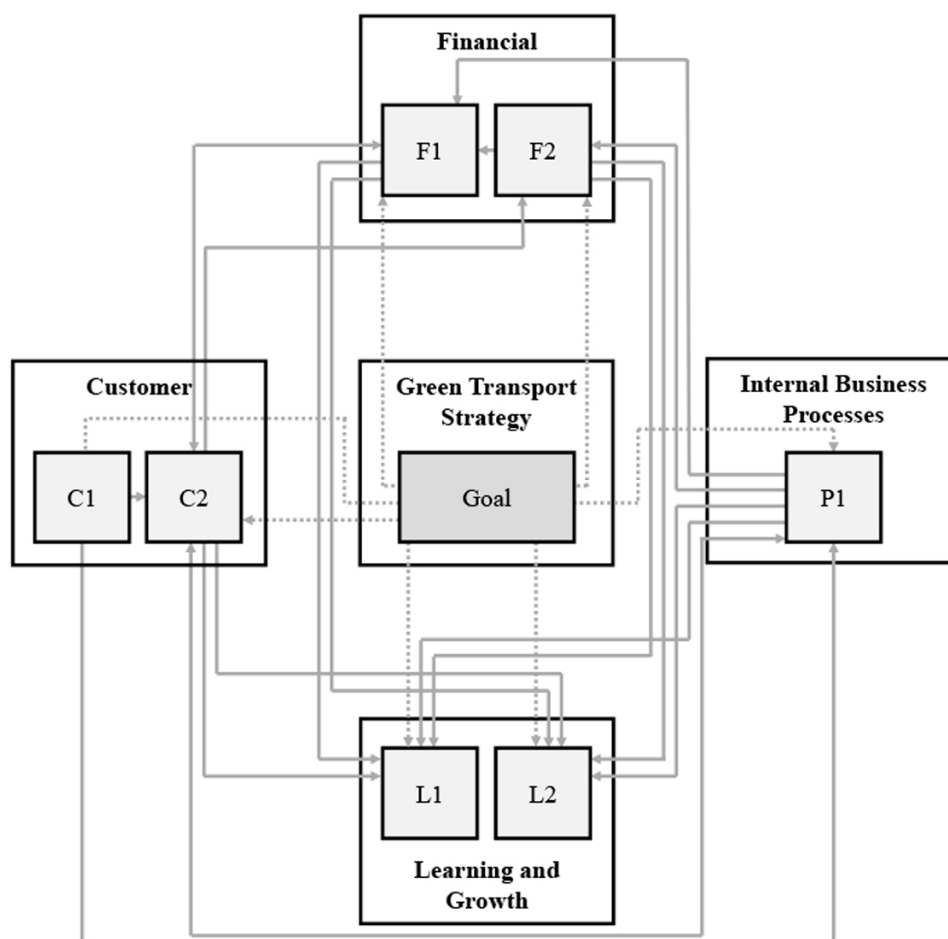 Financial
F1
F2
Customer
C1
C2
Green Transport
Strategy
Goal
Internal Business
Processes
P1
L1
L2
Learning and
Growth